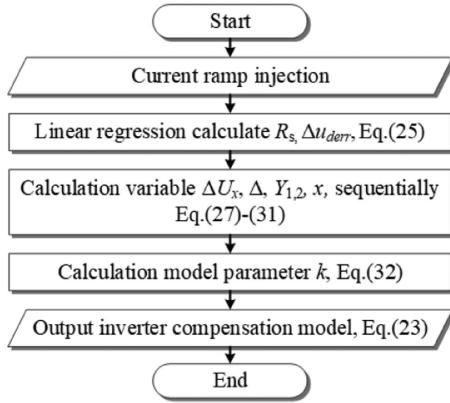 Start
Current ramp injection
Linear regression calculate Rs, Δuderr, Eq.(25)
Calculation variable ΔUx, Δ, Y1,2, x, sequentially
Eq.(27)-(31)
Calculation model parameter k, Eq.(32)
Output inverter compensation model, Eq.(23)
End